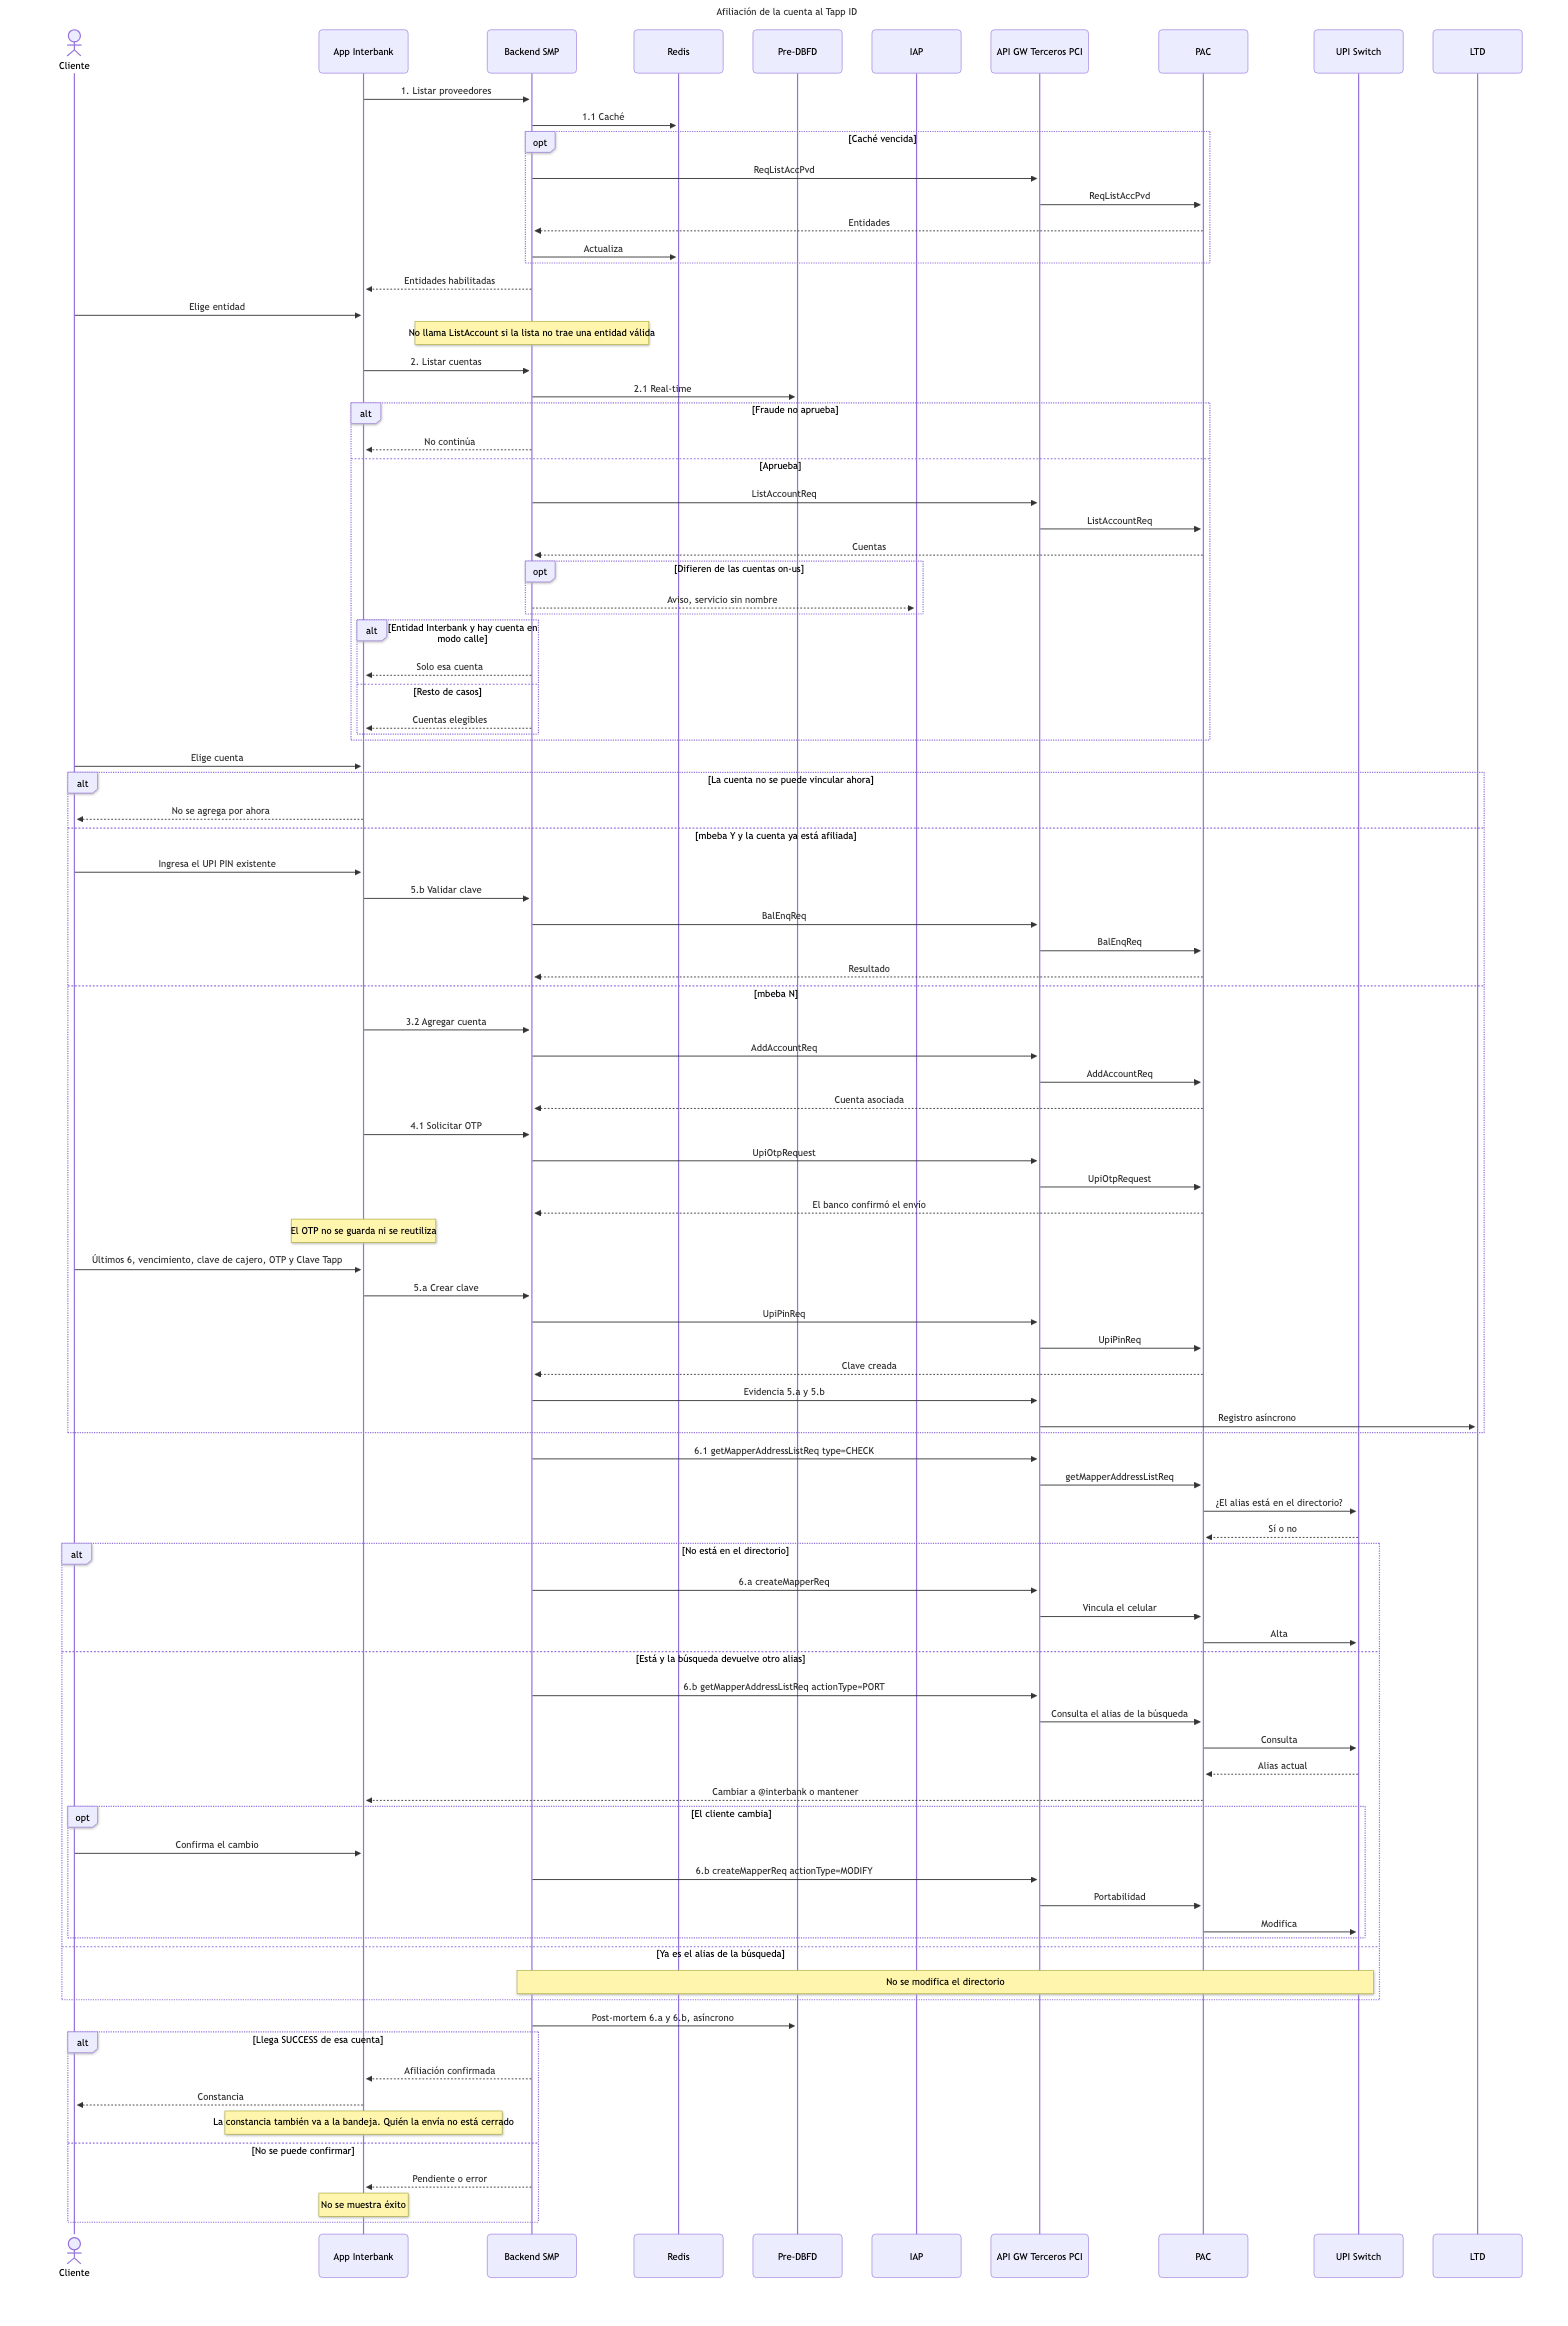 Afiliación de la cuenta al Tapp ID
Cliente
App Interbank
Backend SMP
Redis
Pre-DBFD
IAP
API GW Terceros PCI
PAC
UPI Switch
LTD
1. Listar proveedores
1.1 Caché
opt
[Caché vencida]
ReqListAccPvd
ReqListAccPvd
Entidades
Actualiza
Entidades habilitadas
Elige entidad
No llama ListAccount si la lista no trae una entidad válida
2. Listar cuentas
2.1 Real-time
alt
[Fraude no aprueba]
No continúa
[Aprueba]
ListAccountReq
ListAccountReq
Cuentas
opt
[Difieren de las cuentas on-us]
Aviso, servicio sin nombre
alt
[Entidad Interbank y hay cuenta en
modo calle]
Solo esa cuenta
[Resto de casos]
Cuentas elegibles
Elige cuenta
alt
[La cuenta no se puede vincular ahora]
No se agrega por ahora
[mbeba Y y la cuenta ya está afiliada]
Ingresa el UPI PIN existente
5.b Validar clave
BalEnqReq
BalEnqReq
Resultado
[mbeba N]
3.2 Agregar cuenta
AddAccountReq
AddAccountReq
Cuenta asociada
4.1 Solicitar OTP
UpiOtpRequest
UpiOtpRequest
El banco confirmó el envío
El OTP no se guarda ni se reutiliza
Últimos 6, vencimiento, clave de cajero, OTP y Clave Tapp
5.a Crear clave
UpiPinReq
UpiPinReq
Clave creada
Evidencia 5.a y 5.b
Registro asíncrono
6.1 getMapperAddressListReq type=CHECK
getMapperAddressListReq
¿El alias está en el directorio?
Sí o no
alt
[No está en el directorio]
6.a createMapperReq
Vincula el celular
Alta
[Está y la búsqueda devuelve otro alias]
6.b getMapperAddressListReq actionType=PORT
Consulta el alias de la búsqueda
Consulta
Alias actual
Cambiar a @interbank o mantener
opt
[El cliente cambia]
Confirma el cambio
6.b createMapperReq actionType=MODIFY
Portabilidad
Modifica
[Ya es el alias de la búsqueda]
No se modifica el directorio
Post-mortem 6.a y 6.b, asíncrono
alt
[Llega SUCCESS de esa cuenta]
Afiliación confirmada
Constancia
La constancia también va a la bandeja. Quién la envía no está cerrado
[No se puede confirmar]
Pendiente o error
No se muestra éxito
Cliente
App Interbank
Backend SMP
Redis
Pre-DBFD
IAP
API GW Terceros PCI
PAC
UPI Switch
LTD